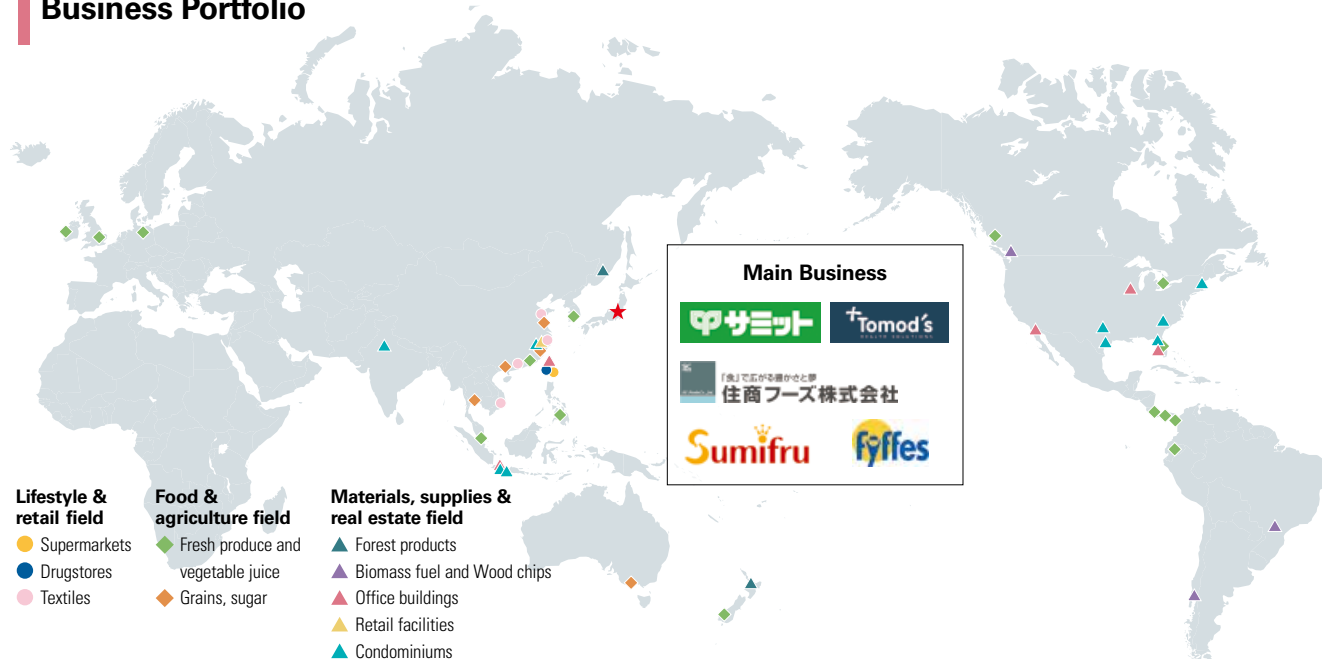 Business Portfolio
Main Business
サミット
Tomod's
「食」で広がる豊かさと夢
住商フーズ株式会社
Sumifru
fyffes
Lifestyle &
retail field
Supermarkets
Drugstores
Textiles
Food &
agriculture field
Fresh produce and
vegetable juice
Grains, sugar
Materials, supplies &
real estate field
Forest products
Biomass fuel and Wood chips
Office buildings
Retail facilities
Condominiums